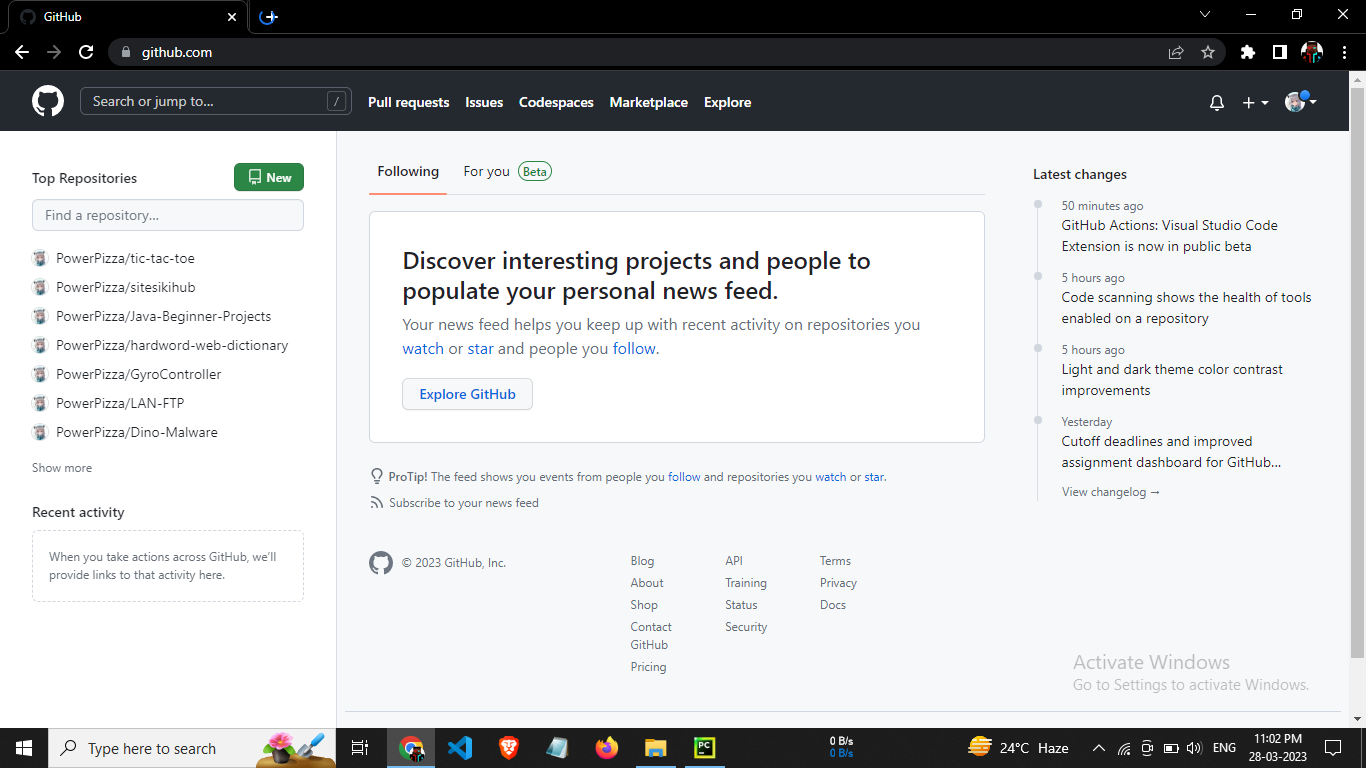 GitHub
github.com
Search or jump to... /
Pull requests Issues Codespaces Marketplace Explore
Top Repositories
New
Find a repository...
PowerPizza/tic-tac-toe
PowerPizza/sitesikihub
PowerPizza/Java-Beginner-Projects
PowerPizza/hardword-web-dictionary
PowerPizza/GyroController
PowerPizza/LAN-FTP
PowerPizza/Dino-Malware
Show more
Recent activity
When you take actions across GitHub, we'll
provide links to that activity here.
Following For you Beta
Discover interesting projects and people to
populate your personal news feed.
Your news feed helps you keep up with recent activity on repositories you
watch or star and people you follow.
Explore GitHub
ProTip! The feed shows you events from people you follow and repositories you watch or star.
Subscribe to your news feed
© 2023 GitHub, Inc.
Blog
About
Shop
Contact
GitHub
Pricing
API
Training
Status
Security
Terms
Privacy
Docs
Latest changes
50 minutes ago
GitHub Actions: Visual Studio Code
Extension is now in public beta
5 hours ago
Code scanning shows the health of tools
enabled on a repository
5 hours ago
Light and dark theme color contrast
improvements
Yesterday
Cutoff deadlines and improved
assignment dashboard for GitHub...
View changelog →
Activate Windows
Go to Settings to activate Windows.
Type here to search
PC
0 B/s
0 B/s
24°C Haze
ENG
11:02 PM
28-03-2023